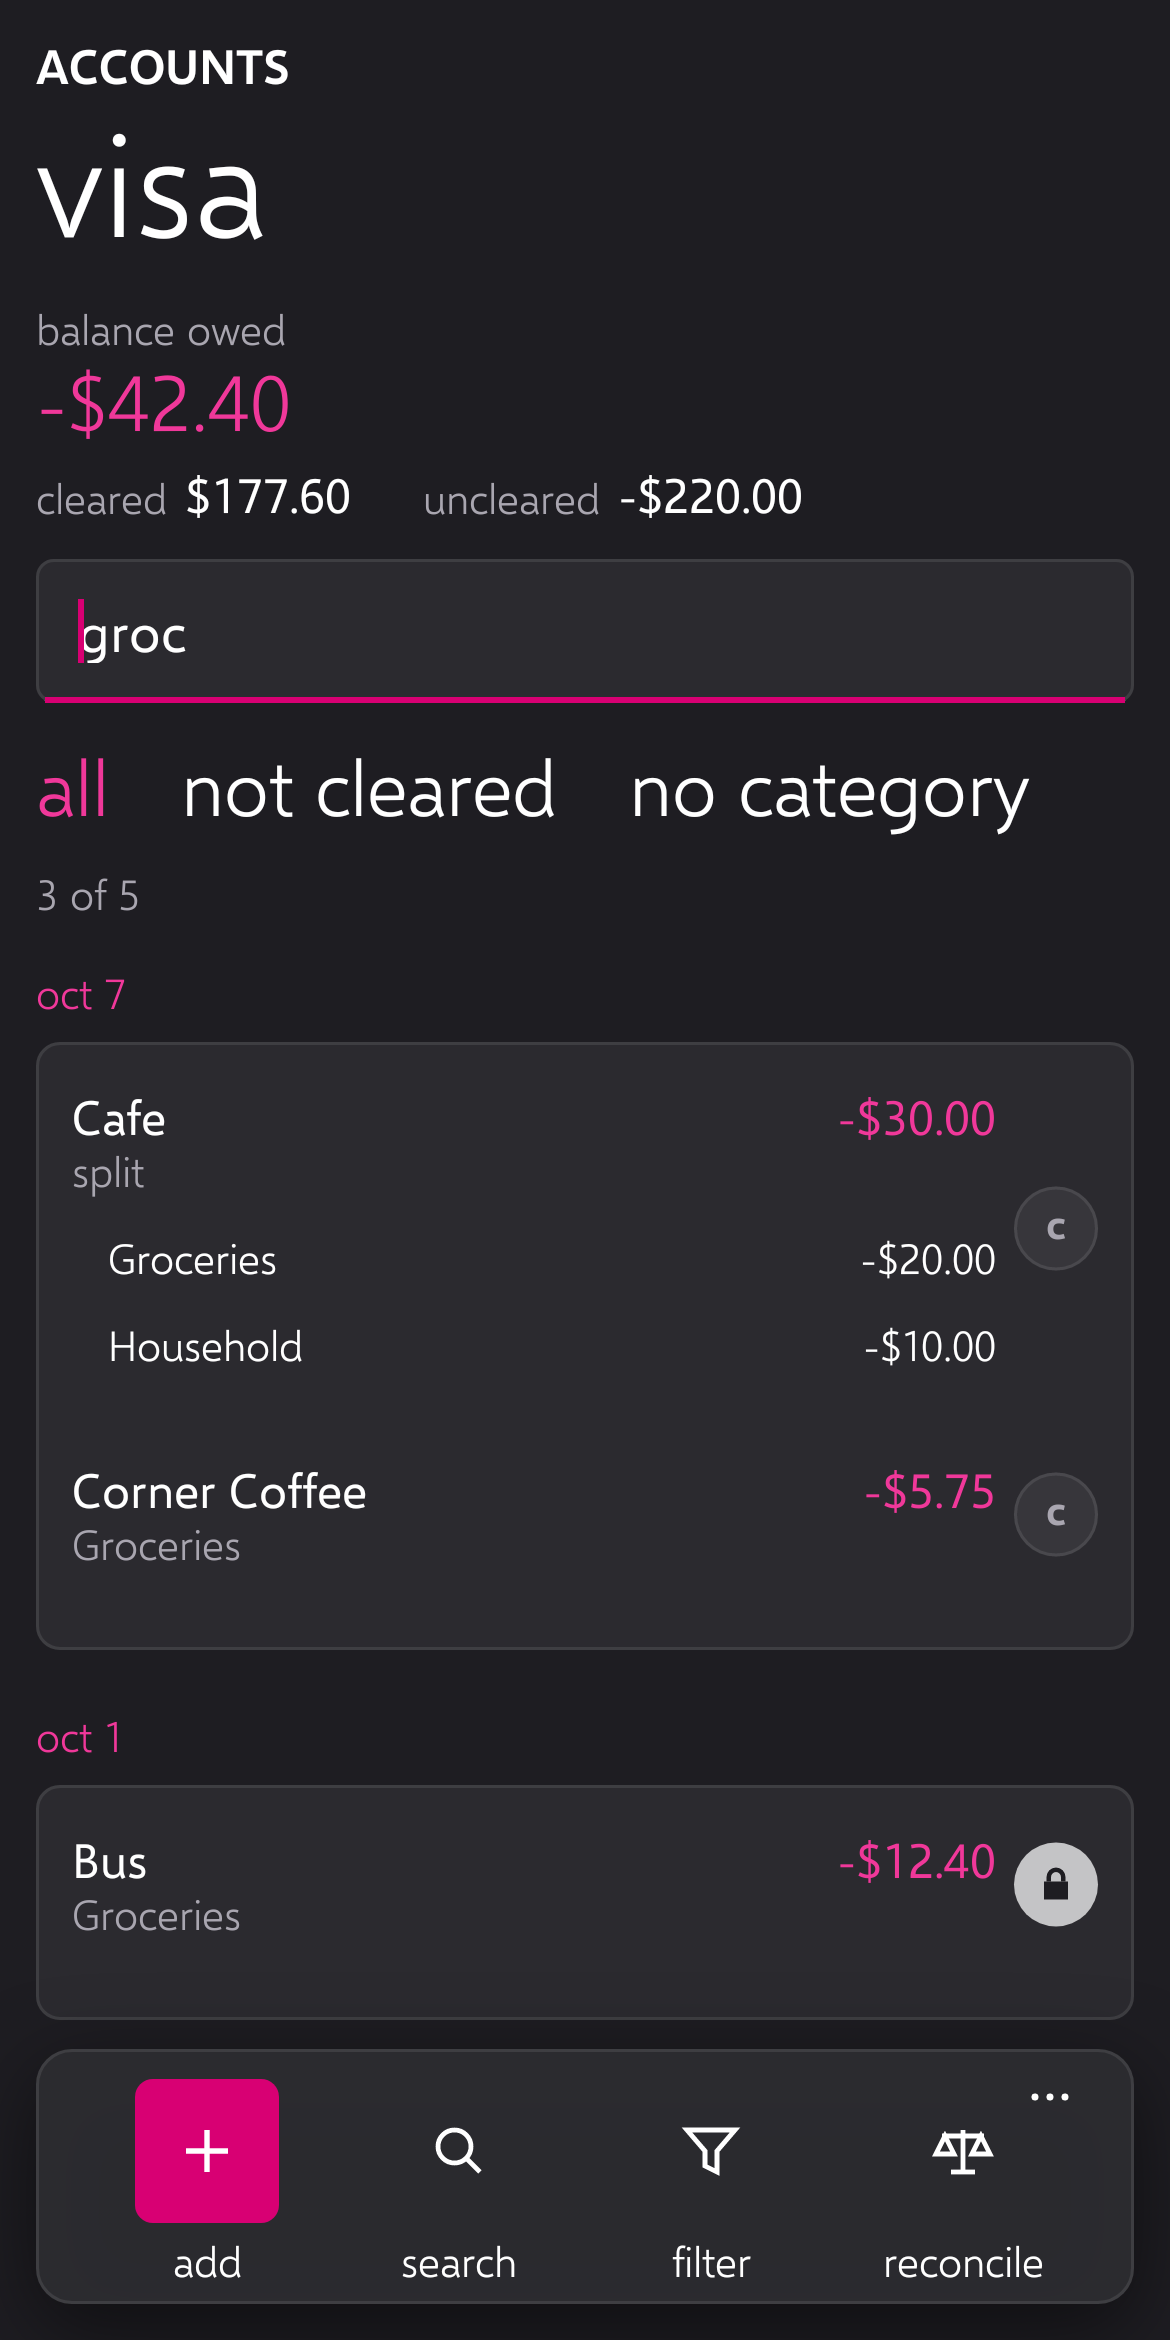 ACCOUNTS
visa
balance owed
-$42.40
cleared $177.60 uncleared -$220.00
groc
all not cleared no category
3 of 5
oct 7
Cafe -$30.00
split
c
Groceries -$20.00
Household -$10.00
Corner Coffee -$5.75
c
Groceries
oct 1
Bus -$12.40
Groceries
add search filter reconcile